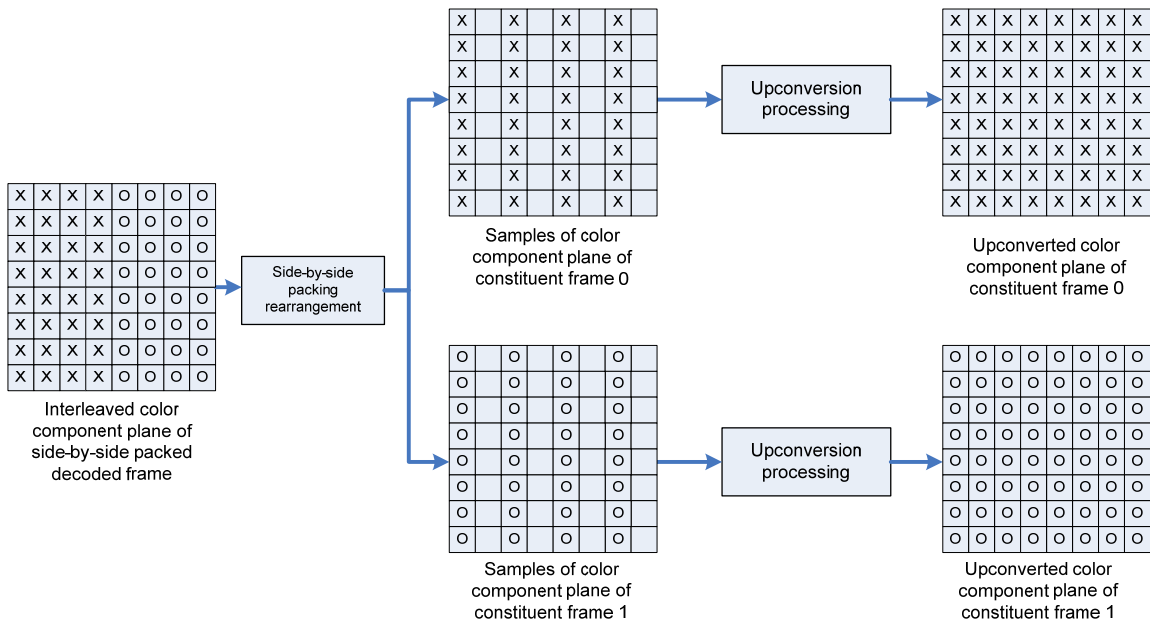 X X X X
X X X X
X X X X
X X X X
X X X X
X X X X
X X X X
X X X X
Samples of color
component plane of
constituent frame 0
Upconversion
processing
X X X X X X X X
X X X X X X X X
X X X X X X X X
X X X X X X X X
X X X X X X X X
X X X X X X X X
X X X X X X X X
X X X X X X X X
Upconverted color
component plane of
constituent frame 0
X X X X O O O O
X X X X O O O O
X X X X O O O O
X X X X O O O O
X X X X O O O O
X X X X O O O O
X X X X O O O O
X X X X O O O O
Interleaved color
component plane of
side-by-side packed
decoded frame
Side-by-side
packing
rearrangement
O O O O
O O O O
O O O O
O O O O
O O O O
O O O O
O O O O
O O O O
Samples of color
component plane of
constituent frame 1
Upconversion
processing
O O O O O O O O
O O O O O O O O
O O O O O O O O
O O O O O O O O
O O O O O O O O
O O O O O O O O
O O O O O O O O
O O O O O O O O
Upconverted color
component plane of
constituent frame 1